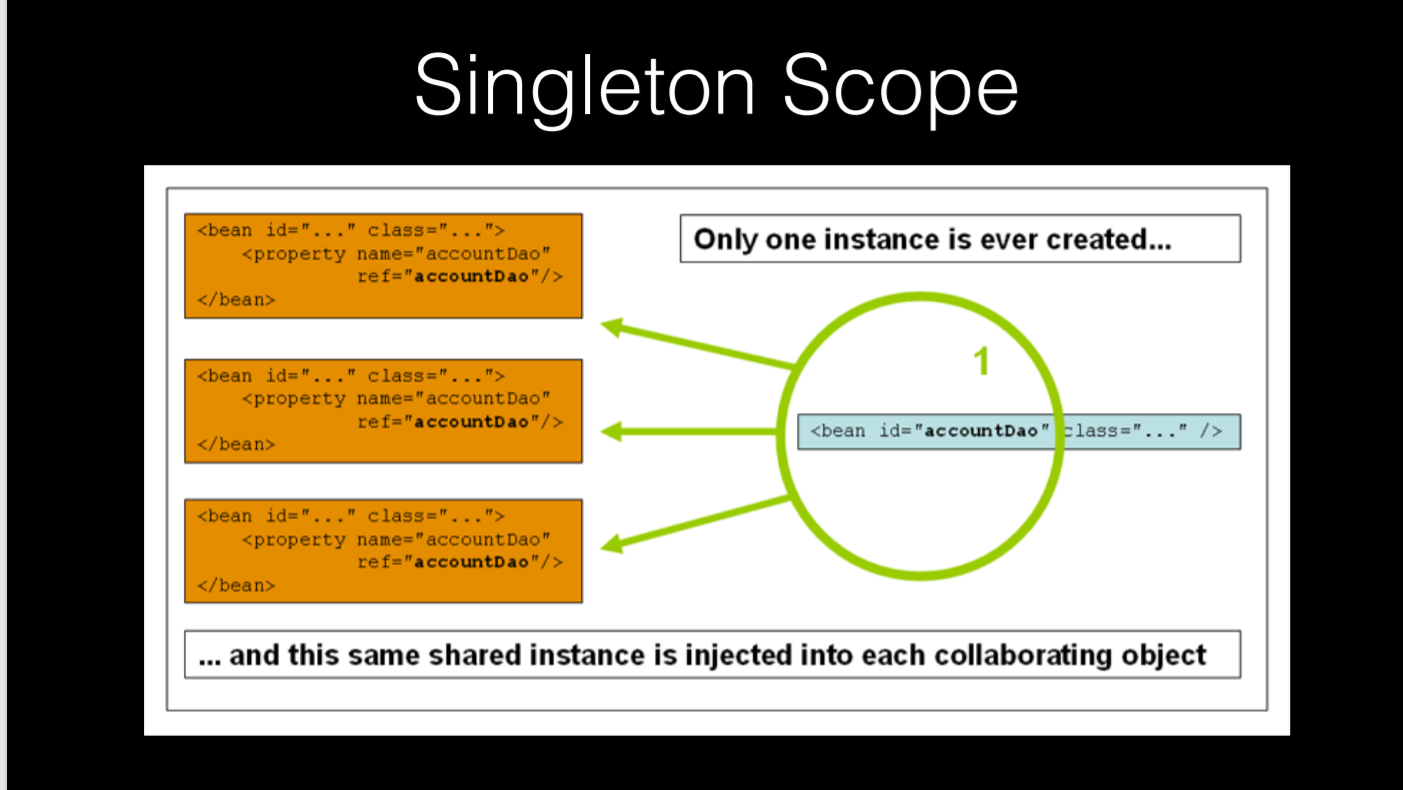 Singleton Scope
<bean id="..." class="...">
<property name="accountDao"
ref="accountDao"/>
</bean>
Only one instance is ever created...
<bean id="..." class="...">
<property name="accountDao"
ref="accountDao"/>
</bean>
1
<bean id="accountDao" class="..." />
<bean id="..." class="...">
<property name="accountDao"
ref="accountDao"/>
</bean>
... and this same shared instance is injected into each collaborating object